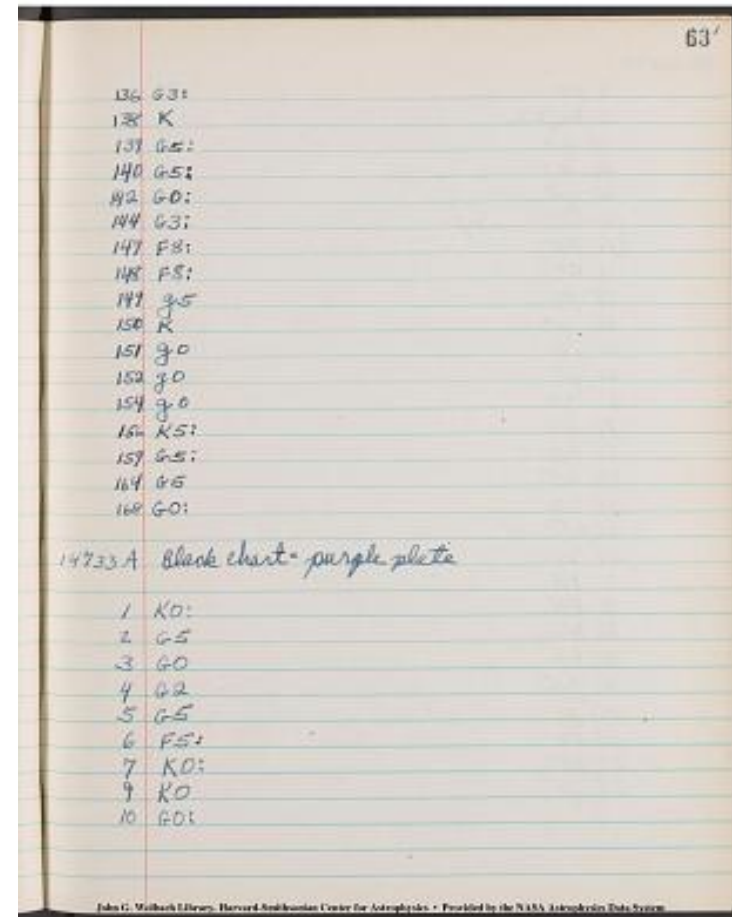 63'
136 G3:
138 K
139 G5:
140 G5:
142 G0:
144 G3:
147 F8:
148 F8:
149 g5
150 K
151 g0
152 g0
154 g0
156 K5:
159 G5:
164 G5
168 G0:
14733A Black chart - purple plate
1 K0:
2 G5
3 G0
4 G2
5 G5
6 F5:
7 K0:
9 K0
10 G0:
John G. Wolbach Library, Harvard-Smithsonian Center for Astrophysics • Provided by the NASA Astrophysics Data System